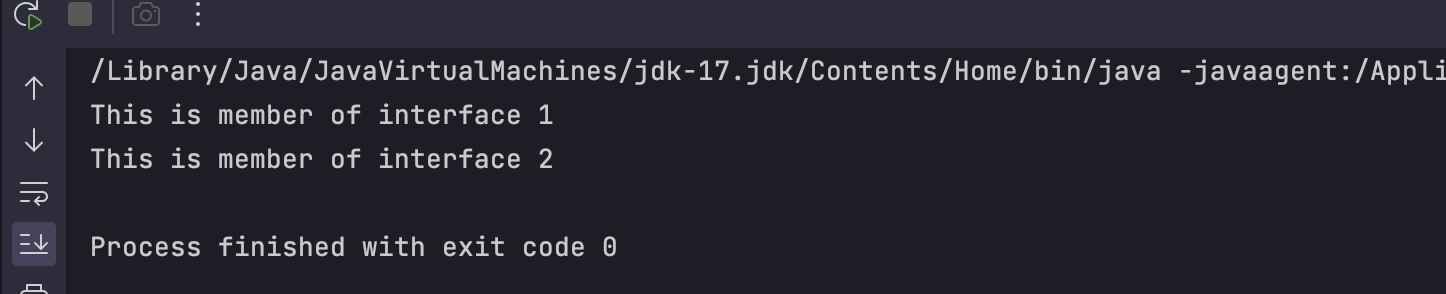 /Library/Java/JavaVirtualMachines/jdk-17.jdk/Contents/Home/bin/java -javaagent:/Appli
This is member of interface 1
This is member of interface 2
Process finished with exit code 0